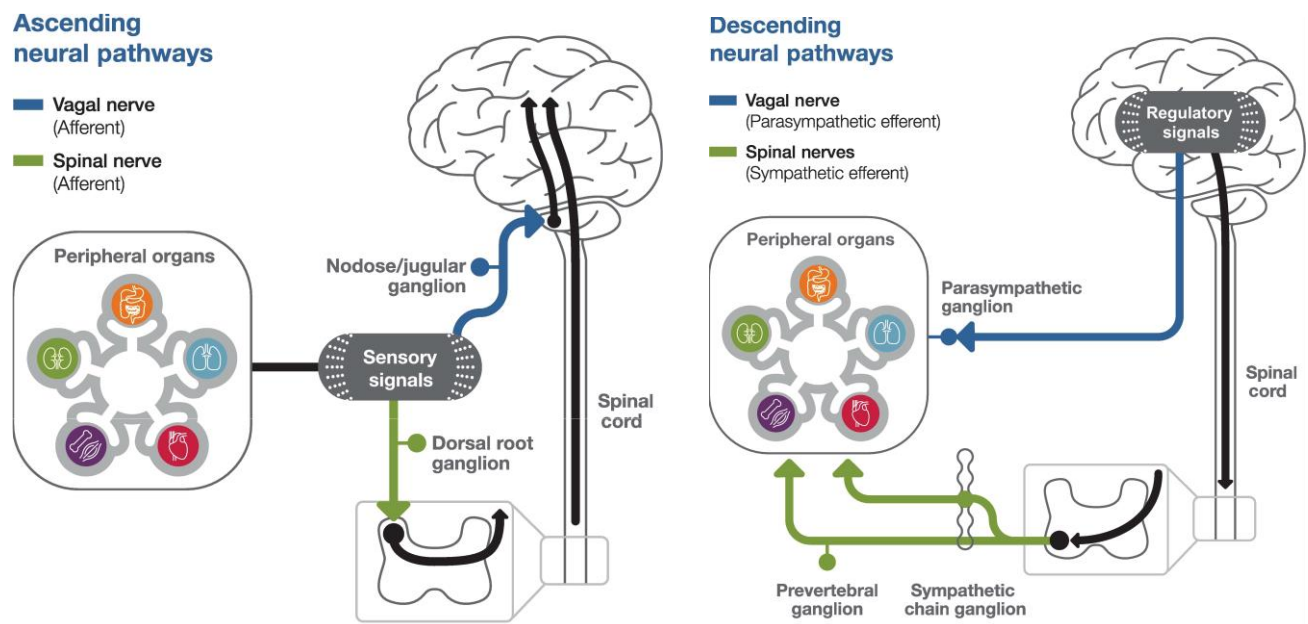 Ascending
neural pathways
Vagal nerve
(Afferent)
Spinal nerve
(Afferent)
Peripheral organs
Nodose/jugular
ganglion
Sensory
signals
Dorsal root
ganglion
Spinal
cord
Descending
neural pathways
Vagal nerve
(Parasympathetic efferent)
Spinal nerves
(Sympathetic efferent)
Regulatory
signals
Peripheral organs
Parasympathetic
ganglion
Spinal
cord
Prevertebral
ganglion
Sympathetic
chain ganglion